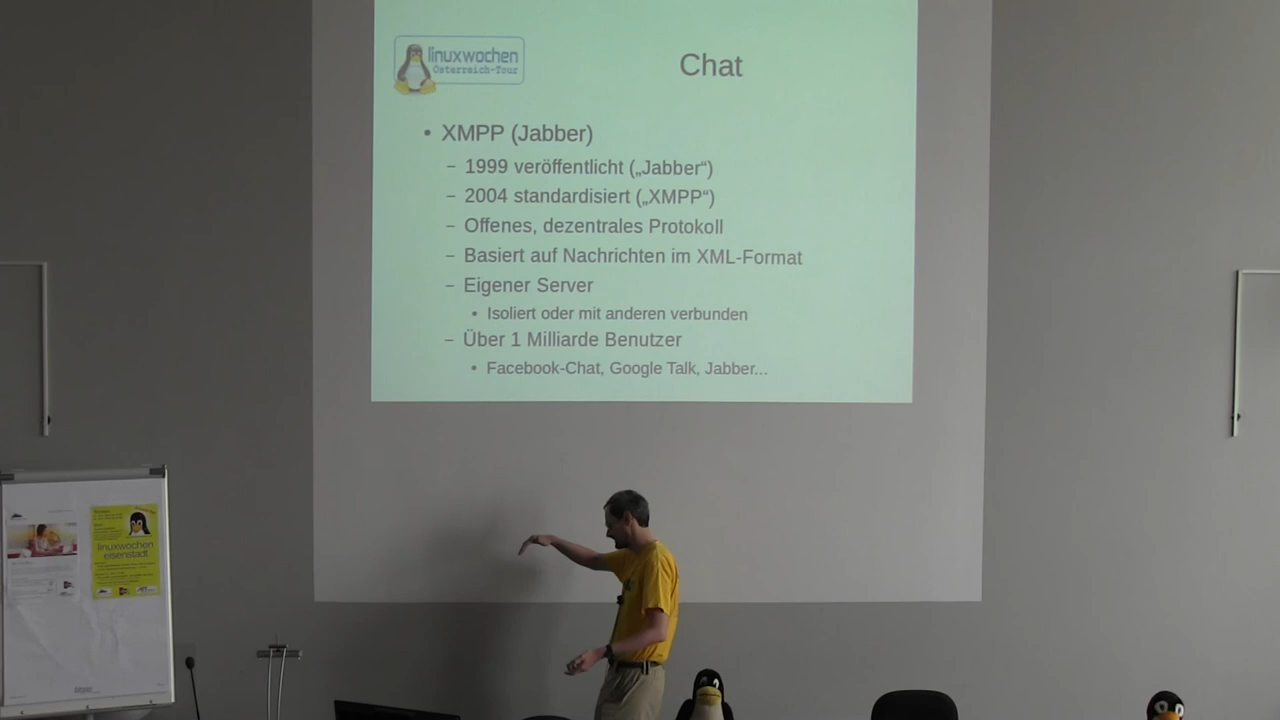 linuxwochen
Österreich-Tour
Chat
• XMPP (Jabber)
– 1999 veröffentlicht („Jabber“)
– 2004 standardisiert („XMPP“)
– Offenes, dezentrales Protokoll
– Basiert auf Nachrichten im XML-Format
– Eigener Server
• Isoliert oder mit anderen verbunden
– Über 1 Milliarde Benutzer
• Facebook-Chat, Google Talk, Jabber...
linuxwochen
eisenstadt